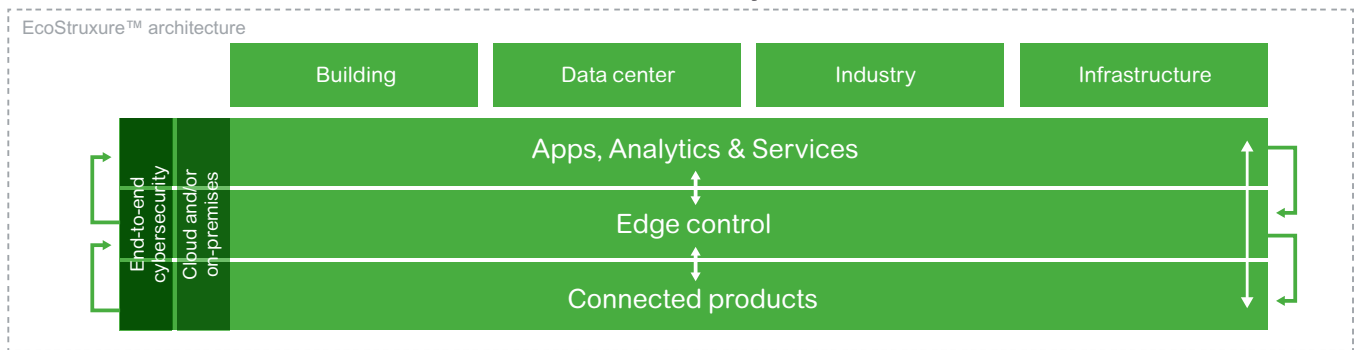 EcoStruxure™ architecture
Building
Data center
Industry
Infrastructure
End-to-end
cybersecurity
Cloud and/or
on-premises
Apps, Analytics & Services
Edge control
Connected products